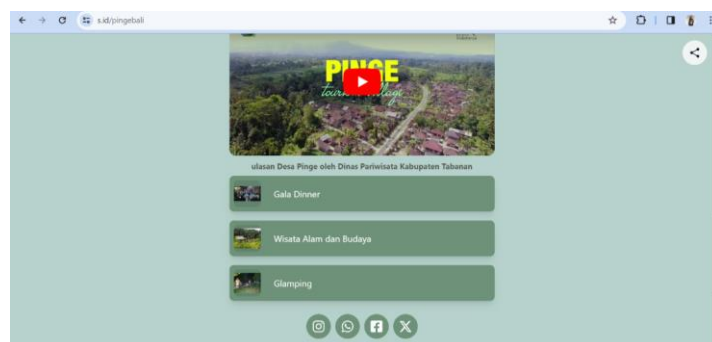 s.id/pingebali
PINGE
ulasan Desa Pinge oleh Dinas Pariwisata Kabupaten Tabanan
Gala Dinner
Wisata Alam dan Budaya
Glamping